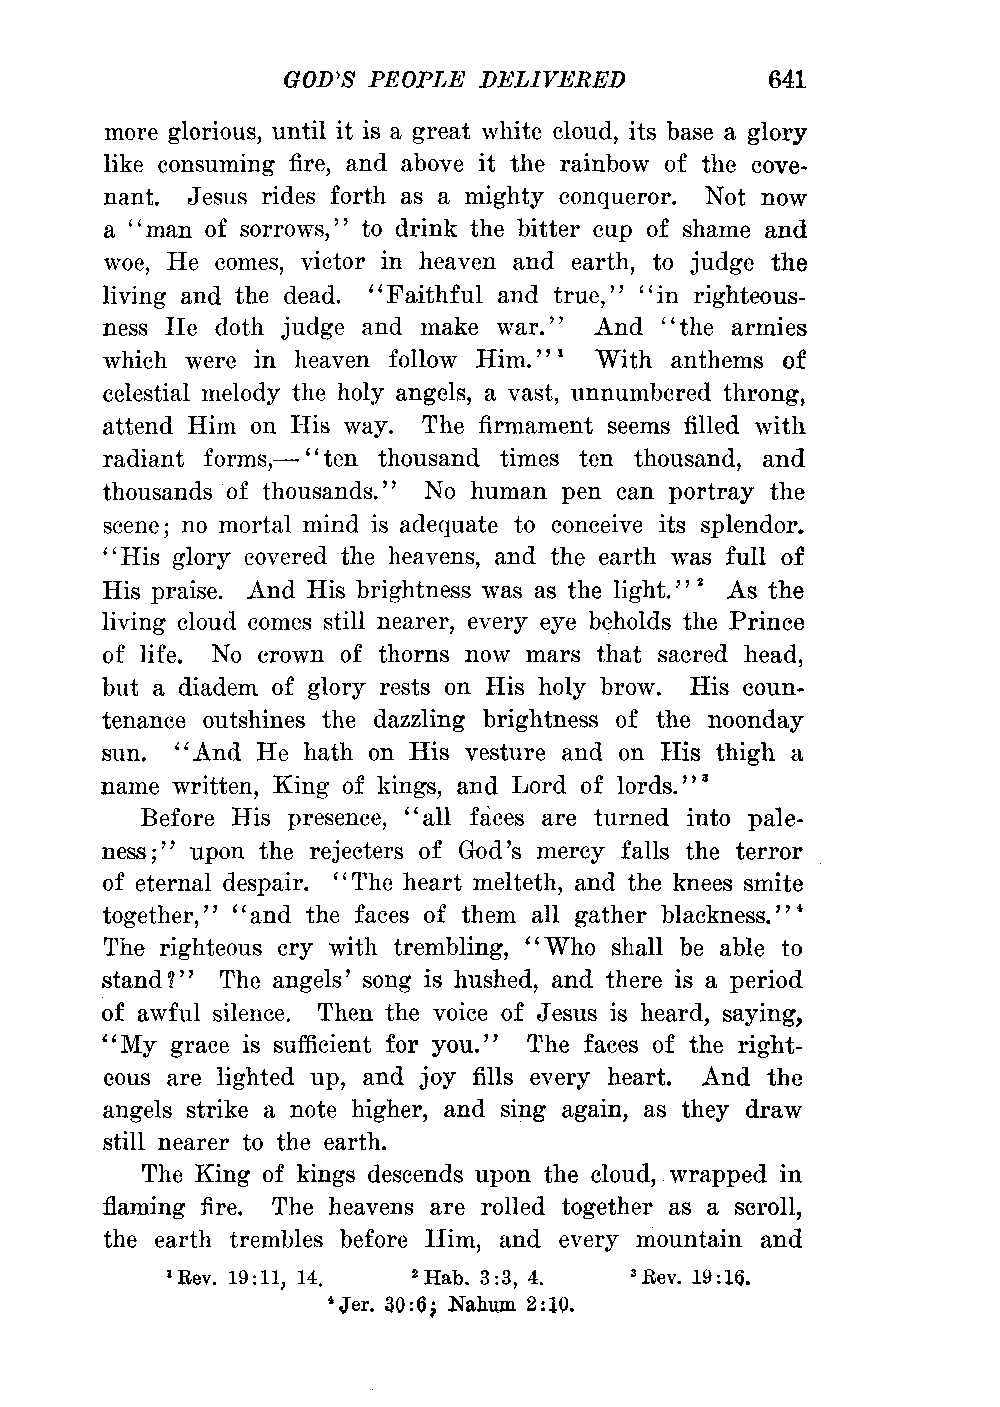 GOD'S PEOPLE DELIVERED 641
more glorious, until it is a great white cloud, its base a glory
like consuming fire, and above it the rainbow of the cove-
nant. Jesus rides forth as a mighty conqueror. Not now
a ‘‘man of sorrows,’’ to drink the bitter cup of shame and
woe, He comes, victor in heaven and earth, to judge the
living and the dead. ‘‘Faithful and true,’’ ‘‘in righteous-
ness He doth judge and make war.’’ And ‘‘the armies
which were in heaven follow Him.’’¹ With anthems of
celestial melody the holy angels, a vast, unnumbered throng,
attend Him on His way. The firmament seems filled with
radiant forms,—‘‘ten thousand times ten thousand, and
thousands of thousands.’’ No human pen can portray the
scene; no mortal mind is adequate to conceive its splendor.
‘‘His glory covered the heavens, and the earth was full of
His praise. And His brightness was as the light.’’² As the
living cloud comes still nearer, every eye beholds the Prince
of life. No crown of thorns now mars that sacred head,
but a diadem of glory rests on His holy brow. His coun-
tenance outshines the dazzling brightness of the noonday
sun. ‘‘And He hath on His vesture and on His thigh a
name written, King of kings, and Lord of lords.’’³
Before His presence, ‘‘all faces are turned into pale-
ness;’’ upon the rejecters of God's mercy falls the terror
of eternal despair. ‘‘The heart melteth, and the knees smite
together,’’ ‘‘and the faces of them all gather blackness.’’⁴
The righteous cry with trembling, ‘‘Who shall be able to
stand?’’ The angels’ song is hushed, and there is a period
of awful silence. Then the voice of Jesus is heard, saying,
‘‘My grace is sufficient for you.’’ The faces of the right-
eous are lighted up, and joy fills every heart. And the
angels strike a note higher, and sing again, as they draw
still nearer to the earth.
The King of kings descends upon the cloud, wrapped in
flaming fire. The heavens are rolled together as a scroll,
the earth trembles before Him, and every mountain and
¹ Rev. 19:11, 14. ² Hab. 3:3, 4. ³ Rev. 19:16.
⁴ Jer. 30:6; Nahum 2:10.